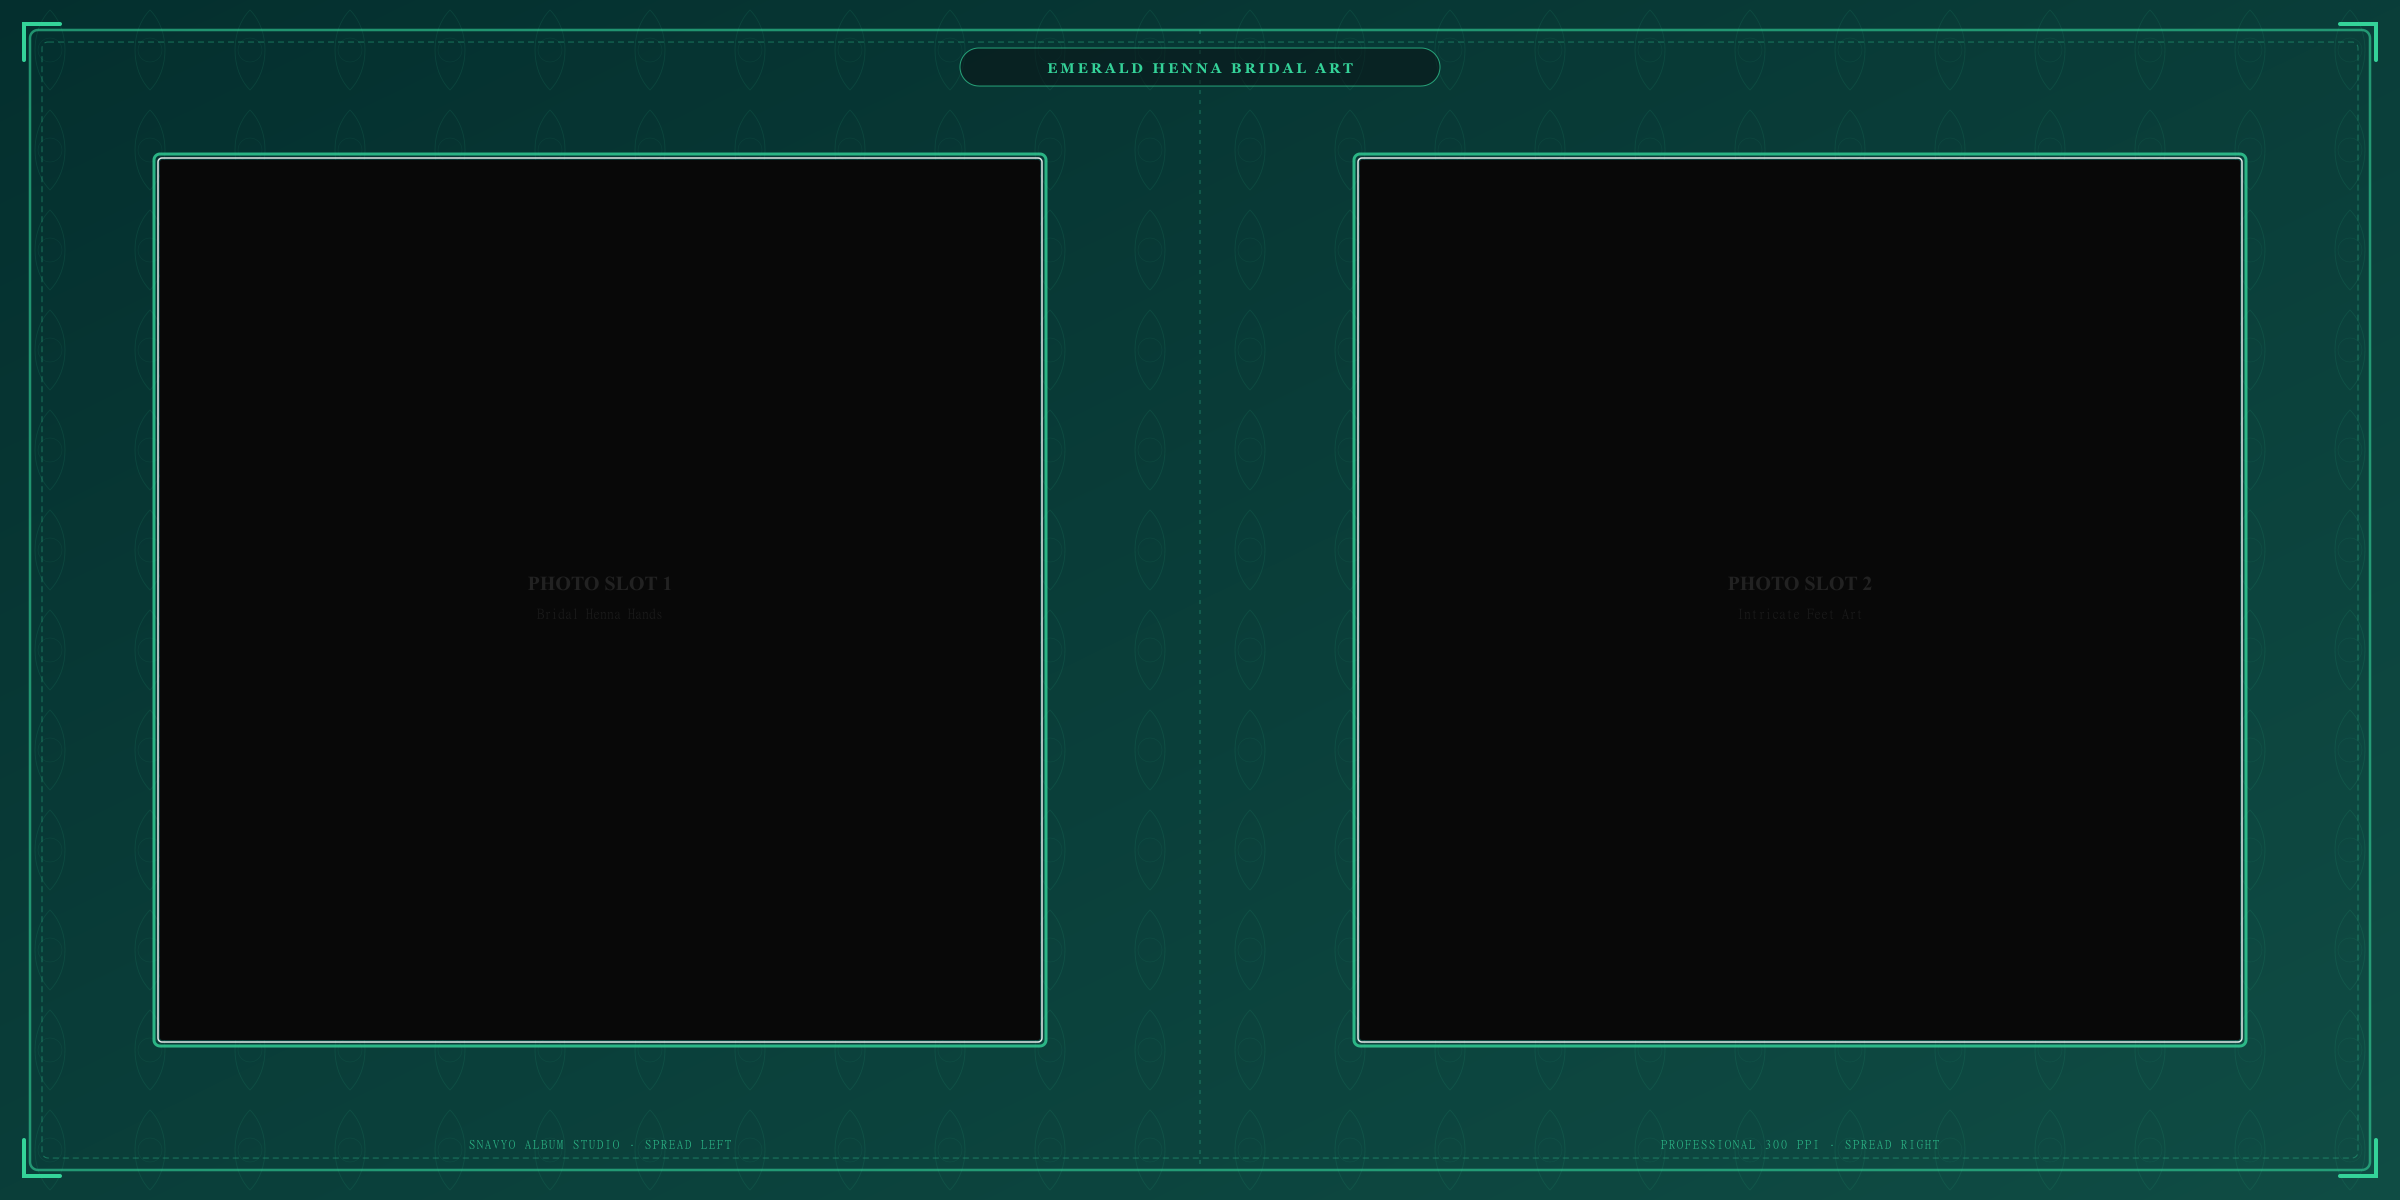 EMERALD HENNA BRIDAL ART
PHOTO SLOT 1
Bridal Henna Hands
PHOTO SLOT 2
Intricate Feet Art
SNAVYO ALBUM STUDIO · SPREAD LEFT
PROFESSIONAL 300 PPI · SPREAD RIGHT